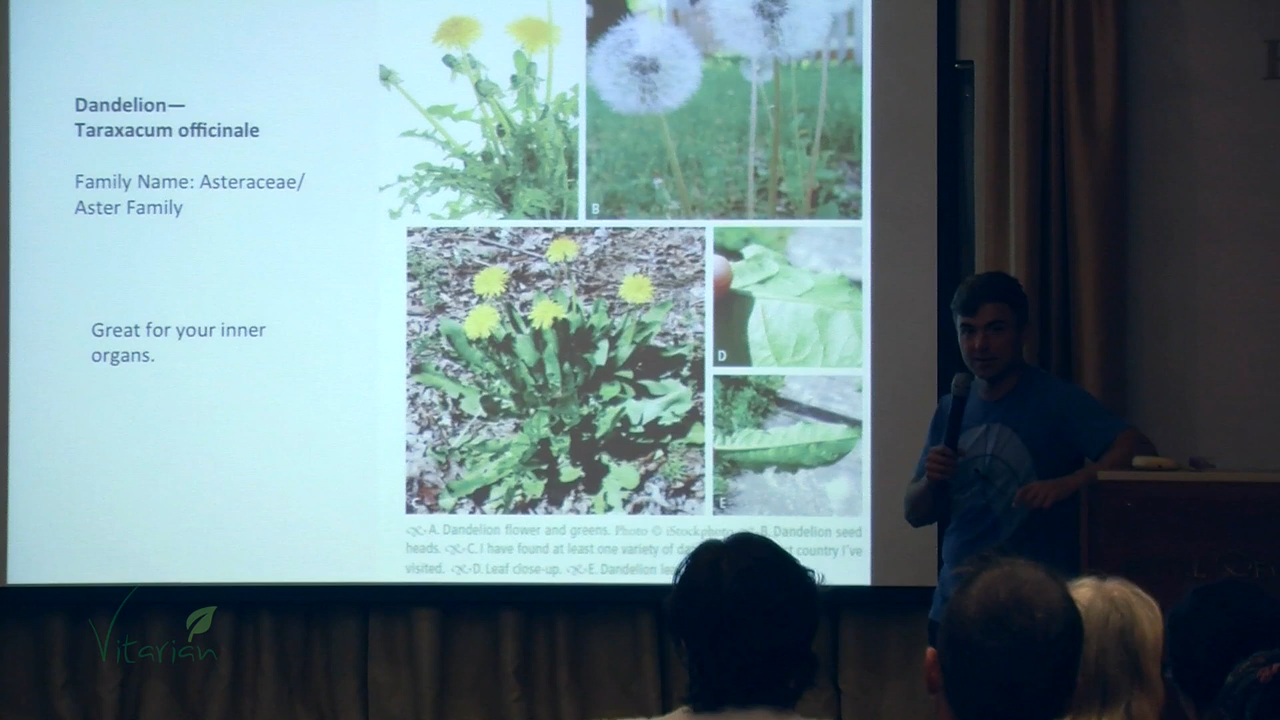 Dandelion—
Taraxacum officinale
Family Name: Asteraceae/
Aster Family
Great for your inner
organs.
B
D
C
E
A. Dandelion flower and greens. Photo © iStockphoto B. Dandelion seed
heads. C. I have found at least one variety of country I've
visited. D. Leaf close-up. E. Dandelion
Vitarian